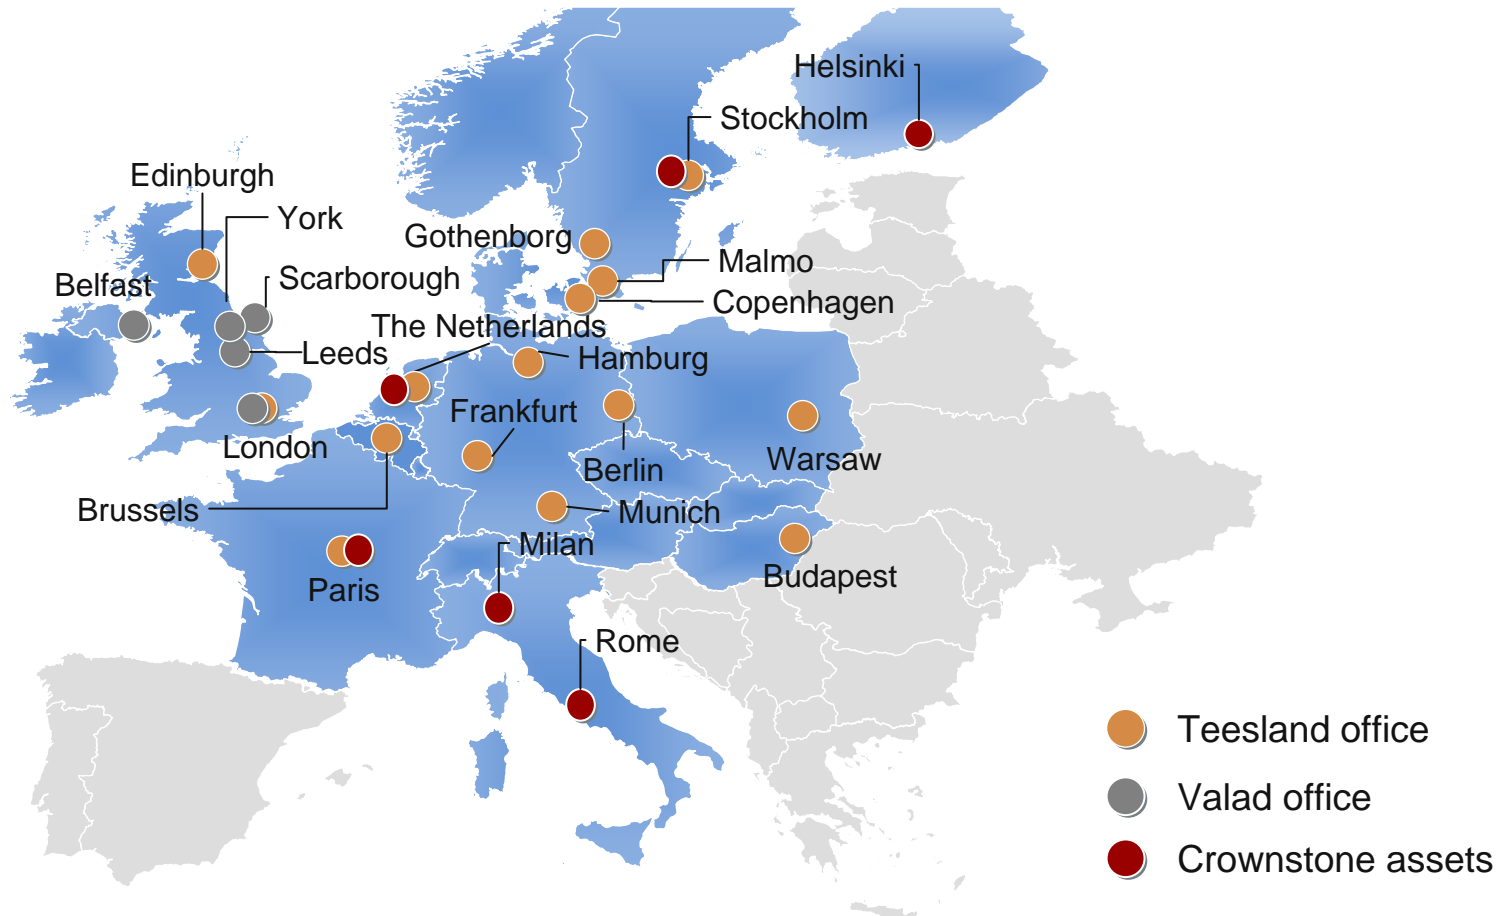 Helsinki
Stockholm
Edinburgh
York
Gothenborg
Malmo
Belfast
Scarborough
Copenhagen
The Netherlands
Leeds
Hamburg
Frankfurt
London
Berlin
Warsaw
Brussels
Munich
Milan
Paris
Budapest
Rome
Teesland office
Valad office
Crownstone assets